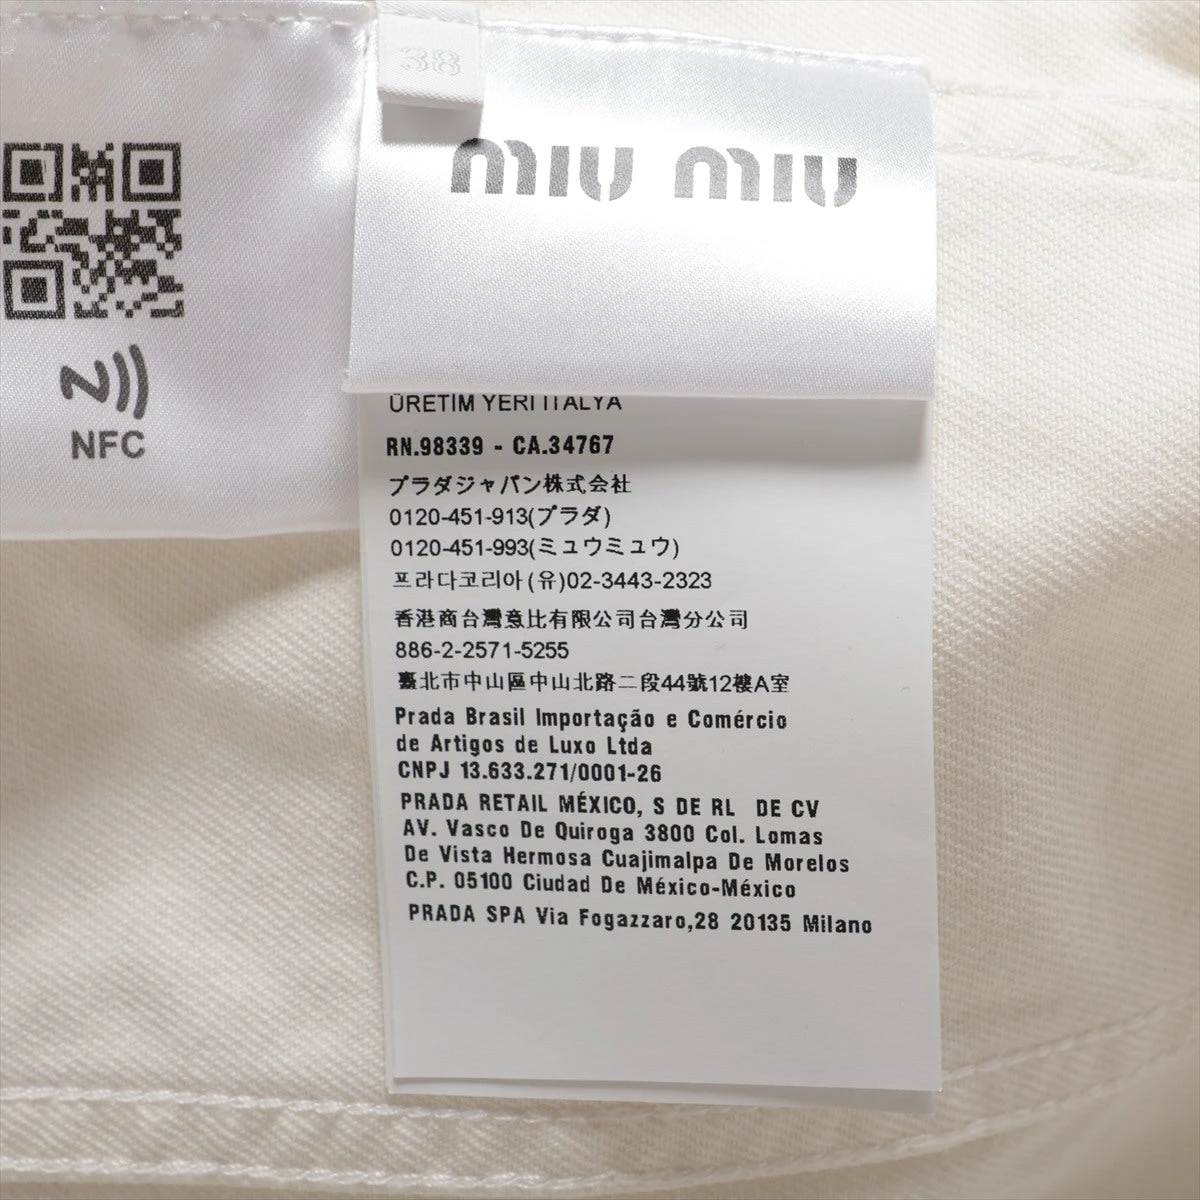 38
miu miu
NFC
ÜRETIM YERI ITALYA
RN.98339 - CA.34767
プラダジャパン株式会社
0120-451-913(プラダ)
0120-451-993(ミュウミュウ)
프라다코리아(유)02-3443-2323
香港商台灣意比有限公司台灣分公司
886-2-2571-5255
臺北市中山區中山北路二段44號12樓A室
Prada Brasil Importação e Comércio
de Artigos de Luxo Ltda
CNPJ 13.633.271/0001-26
PRADA RETAIL MÉXICO, S DE RL DE CV
AV. Vasco De Quiroga 3800 Col. Lomas
De Vista Hermosa Cuajimalpa De Morelos
C.P. 05100 Ciudad De México-México
PRADA SPA Via Fogazzaro,28 20135 Milano